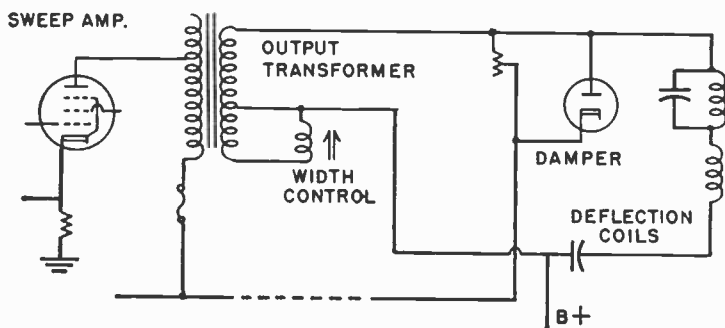 SWEEP AMP.
OUTPUT
TRANSFORMER
WIDTH
CONTROL
DAMPER
DEFLECTION
COILS
B+